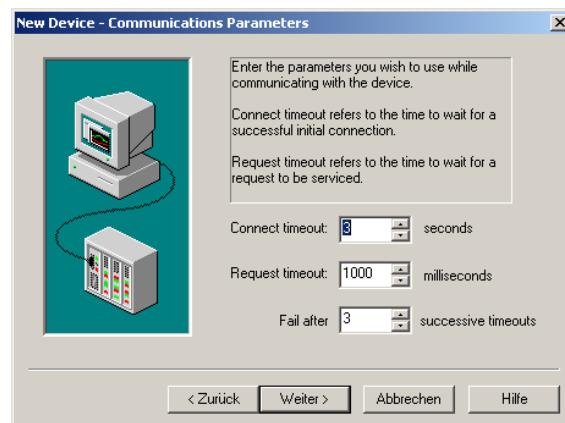 New Device - Communications Parameters
Enter the parameters you wish to use while
communicating with the device.
Connect timeout refers to the time to wait for a
successful initial connection.
Request timeout refers to the time to wait for a
request to be serviced.
Connect timeout: 3 seconds
Request timeout: 1000 milliseconds
Fail after 3 successive timeouts
< Zurück Weiter > Abbrechen Hilfe